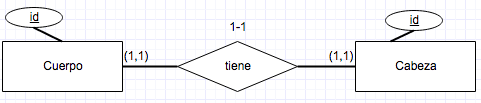 id
id
1-1
(1,1)
(1,1)
Cuerpo
tiene
Cabeza